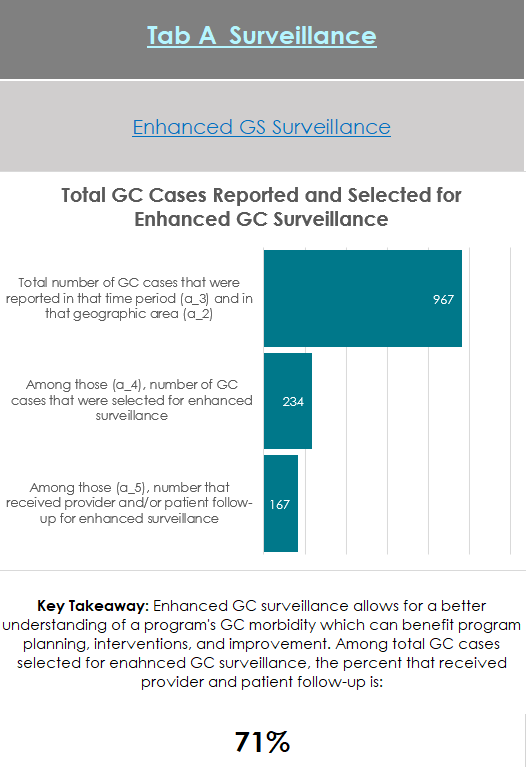 Tab A  Surveillance
Enhanced GS Surveillance
Total GC Cases Reported and Selected for
Enhanced GC Surveillance
Total number of GC cases that were
reported in that time period (a_3) and in
that geographic area (a_2)
967
Among those (a_4), number of GC
cases that were selected for enhanced
surveillance
234
Among those (a_5), number that
received provider and/or patient follow-
up for enhanced surveillance
167
Key Takeaway: Enhanced GC surveillance allows for a better
understanding of a program's GC morbidity which can benefit program
planning, interventions, and improvement. Among total GC cases
selected for enahnced GC surveillance, the percent that received
provider and patient follow-up is:
71%